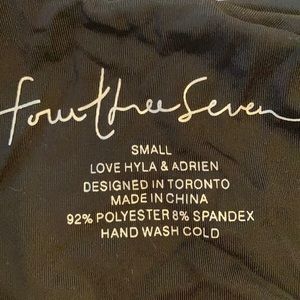 fourthreeseven
SMALL
LOVE HYLA & ADRIEN
DESIGNED IN TORONTO
MADE IN CHINA
92% POLYESTER 8% SPANDEX
HAND WASH COLD